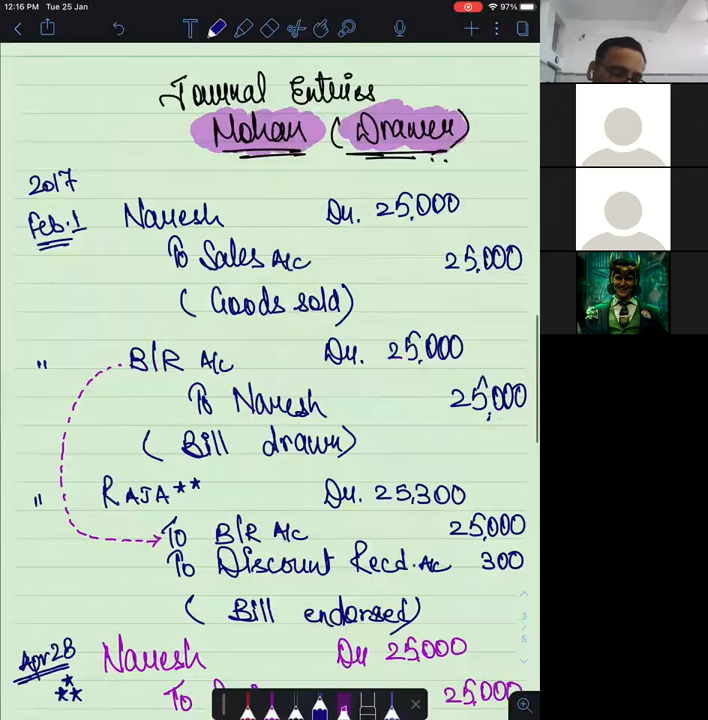 12:16 PM Tue 25 Jan
97%
Journal Entries
Mohan (Drawer)
2017
Feb.1 Naresh Dr. 25,000
To Sales A/c 25,000
(Goods sold)
" B/R A/c Dr. 25,000
To Naresh 25,000
(Bill drawn)
" RAJA** Dr. 25,300
To B/R A/c 25,000
To Discount Recd. A/c 300
(Bill endorsed)
Apr 28 Naresh Dr 25,000
** To 25,000
3
/
5